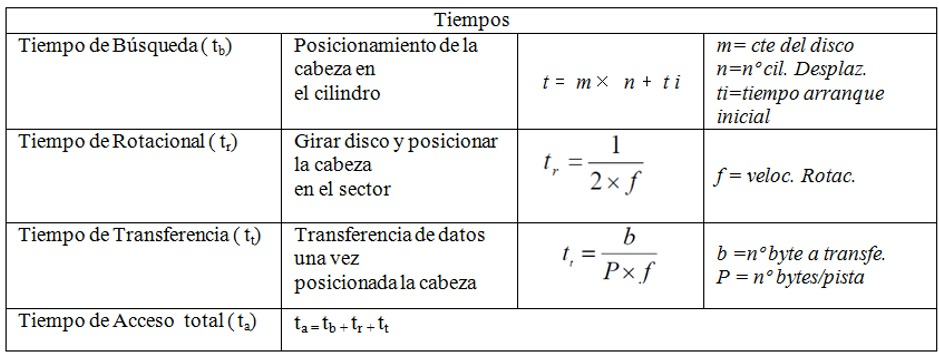 Tiempos
Tiempo de Búsqueda ( tb)
Posicionamiento de la
cabeza en
el cilindro
t = m × n + t i
m= cte del disco
n=n° cil. Desplaz.
ti=tiempo arranque
inicial
Tiempo de Rotacional ( tr)
Girar disco y posicionar
la cabeza
en el sector
t r = 1 / 2 × f
f = veloc. Rotac.
Tiempo de Transferencia ( tt)
Transferencia de datos
una vez
posicionada la cabeza
t t = b / P × f
b =n° byte a transfe.
P = n° bytes/pista
Tiempo de Acceso total ( ta)
ta = tb + tr + tt